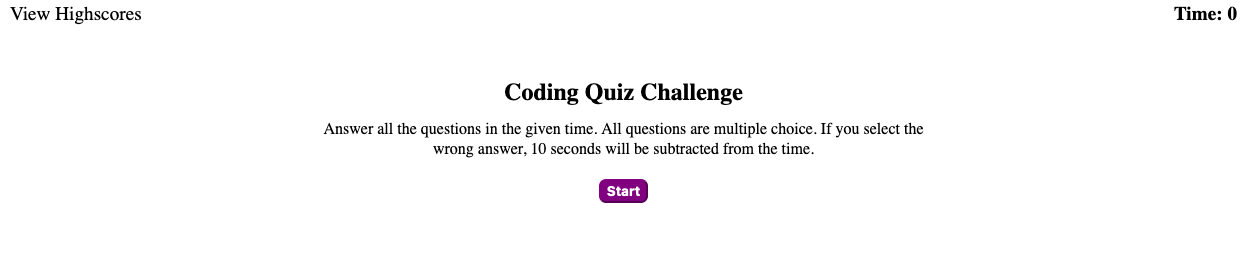 View Highscores
Time: 0
Coding Quiz Challenge
Answer all the questions in the given time. All questions are multiple choice. If you select the
wrong answer, 10 seconds will be subtracted from the time.
Start